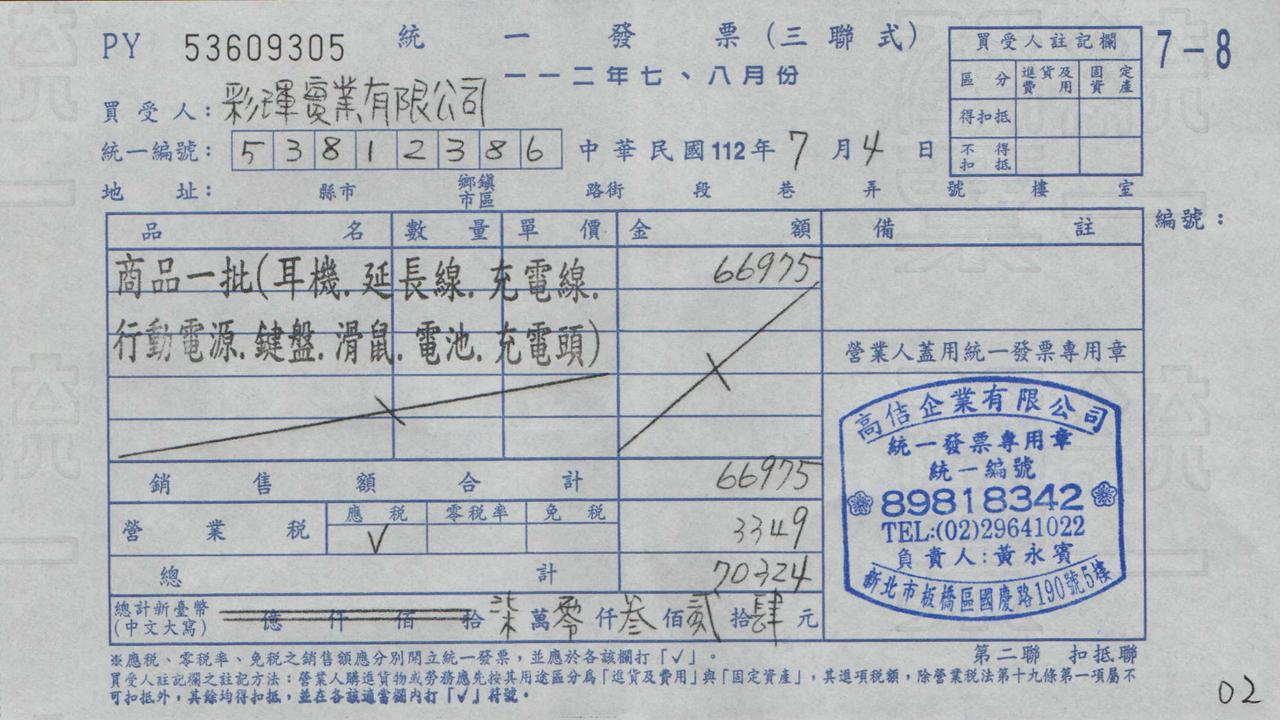 PY 53609305 統一發票(三聯式)
一一二年七、八月份
7-8
買受人註記欄
區分 進貨及費用 固定資產
得扣抵
不得扣抵
買受人：彩琿實業有限公司
統一編號：53812386 中華民國112年7月4日
地址： 縣市 鄉鎮市區 路街 段 巷 弄 號 樓 室
品名 數量 單價 金額 備註 編號：
商品一批(耳機.延長線.充電線. 66975
行動電源.鍵盤.滑鼠.電池.充電頭)
營業人蓋用統一發票專用章
銷售額合計 66975
營業稅 應稅 零稅率 免稅 3349
V
總計 70324
總計新臺幣(中文大寫) 億仟佰拾柒萬零仟叁佰貳拾肆元
高佶企業有限公司
統一發票專用章
統一編號
89818342
TEL:(02)29641022
負責人:黃永賓
新北市板橋區國慶路190號5樓
※應稅、零稅率、免稅之銷售額應分別開立統一發票，並應於各該欄打「√」。
第二聯 扣抵聯
買受人註記欄之註記方法：營業人購進貨物或勞務應先按其用途區分為「進貨及費用」與「固定資產」，其進項稅額，除營業稅法第十九條第一項屬不
可扣抵外，其餘均得扣抵，並在各該適當欄內打「√」符號。
02